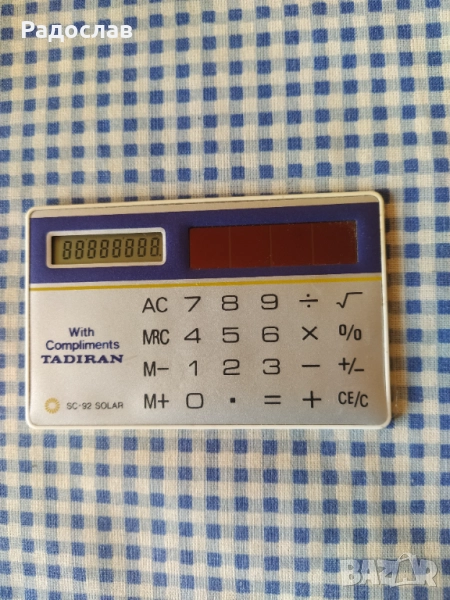 Радослав
88888888
AC 7 8 9 ÷ √
MRC 4 5 6 × %
M− 1 2 3 − +/−
M+ 0 . = + CE/C
With
Compliments
TADIRAN
SC-92 SOLAR
BAZAR